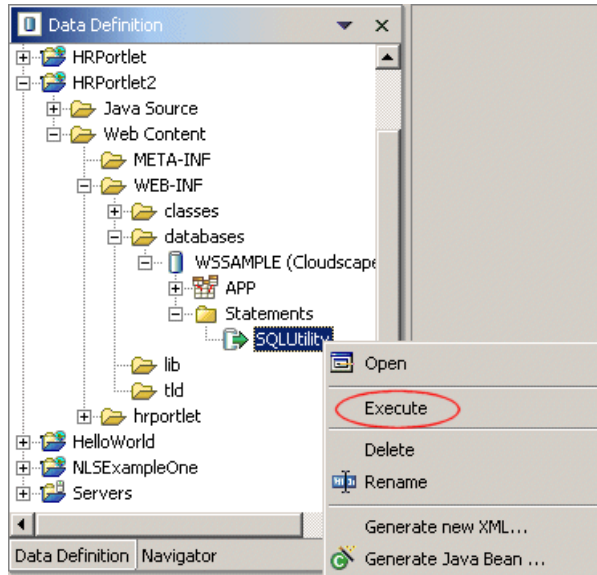 Data Definition
HRPortlet
HRPortlet2
Java Source
Web Content
META-INF
WEB-INF
classes
databases
WSSAMPLE (Cloudscape
APP
Statements
SQLUtility
lib
tld
hrportlet
HelloWorld
NLSExampleOne
Servers
Data Definition Navigator
Open
Execute
Delete
Rename
Generate new XML...
Generate Java Bean ...